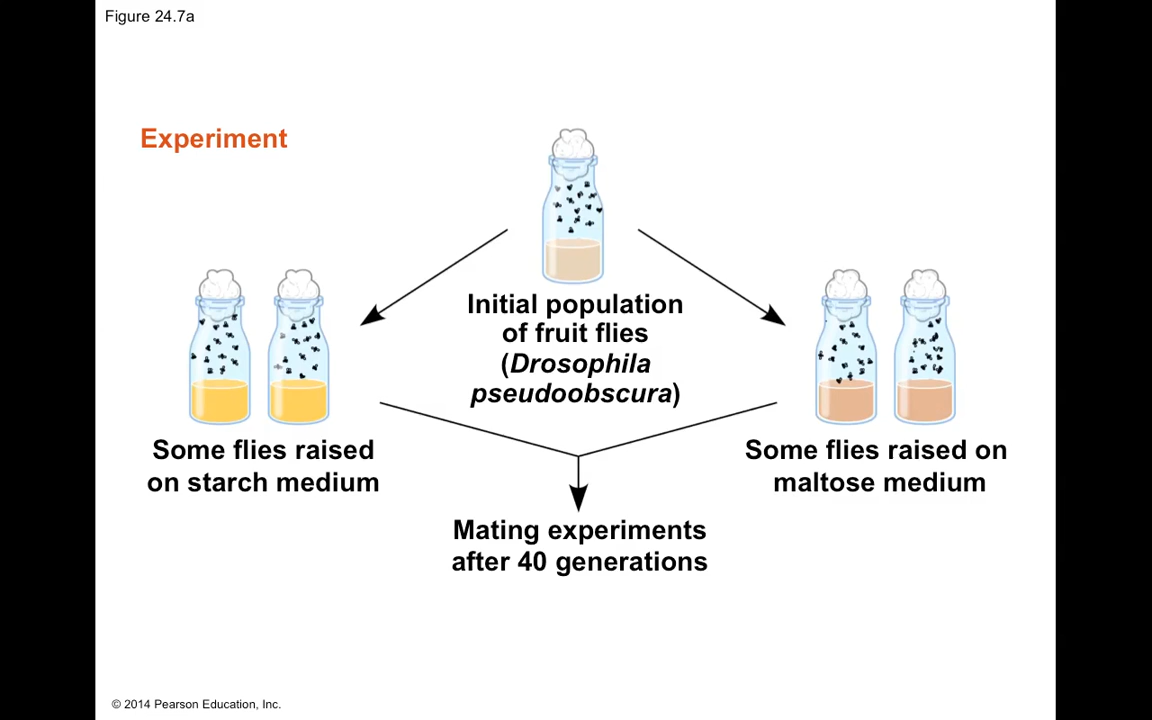 Figure 24.7a
Experiment
Initial population
of fruit flies
(Drosophila
pseudoobscura)
Some flies raised
on starch medium
Some flies raised on
maltose medium
Mating experiments
after 40 generations
© 2014 Pearson Education, Inc.